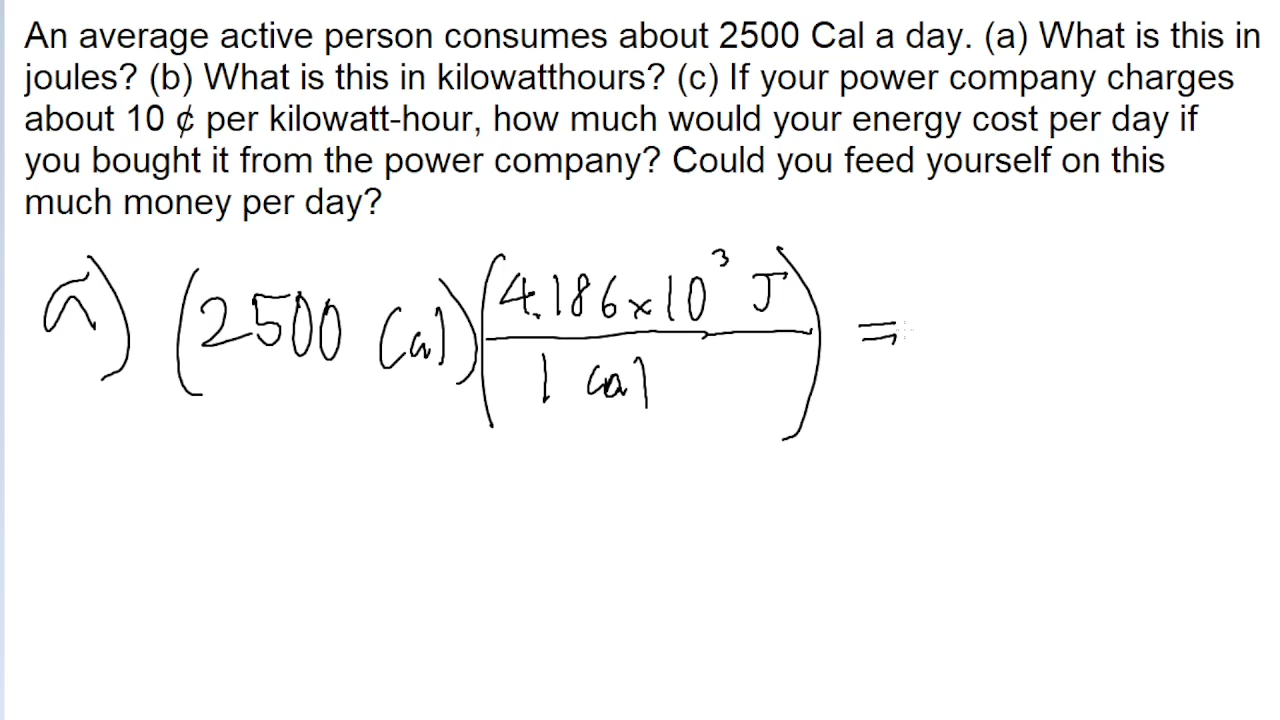 An average active person consumes about 2500 Cal a day. (a) What is this in
joules? (b) What is this in kilowatthours? (c) If your power company charges
about 10 ¢ per kilowatt-hour, how much would your energy cost per day if
you bought it from the power company? Could you feed yourself on this
much money per day?
a) (2500 Cal) (4.186×10³ J / 1 Cal) =